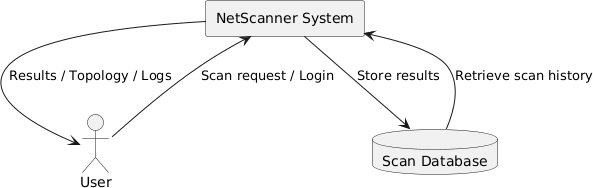 NetScanner System
Results / Topology / Logs
Scan request / Login
Store results
Retrieve scan history
User
Scan Database